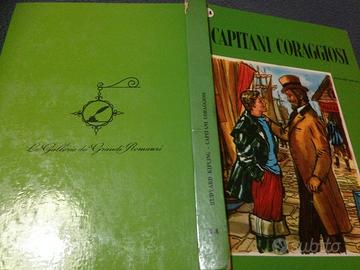 CAPITANI CORAGGIOSI
RUDYARD KIPLING - CAPITANI CORAGGIOSI
La Galleria dei Grandi Romanzi
subito